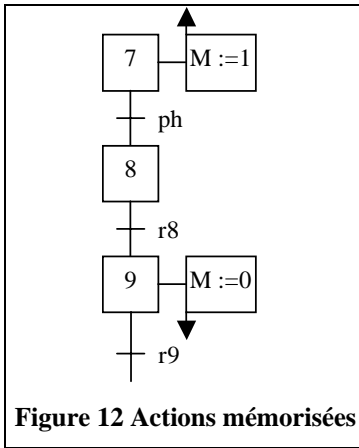 7 M :=1
ph
8
r8
9 M :=0
r9
Figure 12 Actions mémorisées